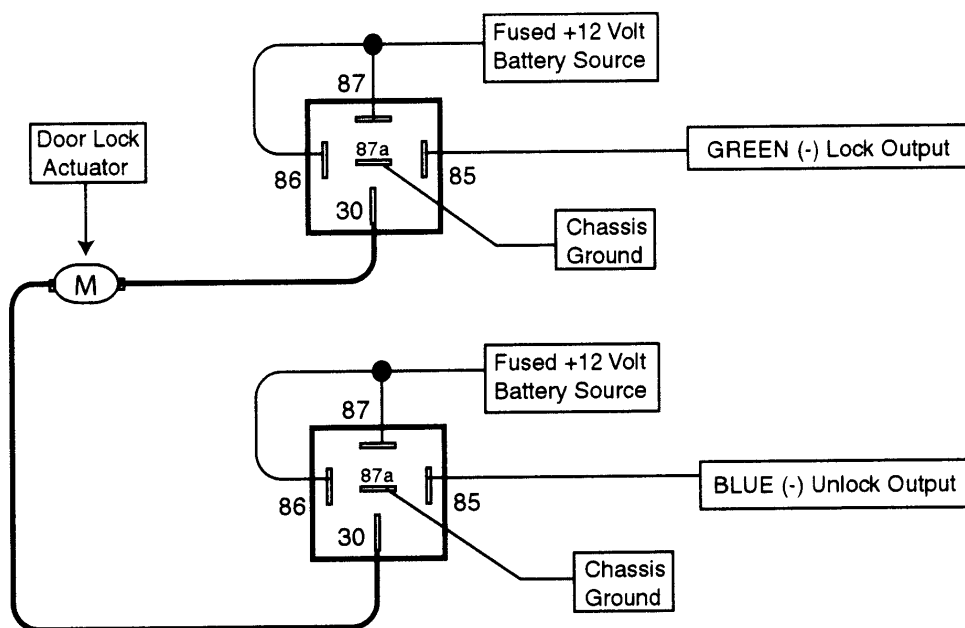 Fused +12 Volt
Battery Source
87
Door Lock
Actuator
87a
GREEN (-) Lock Output
86
85
30
Chassis
Ground
M
Fused +12 Volt
Battery Source
87
87a
BLUE (-) Unlock Output
86
85
30
Chassis
Ground